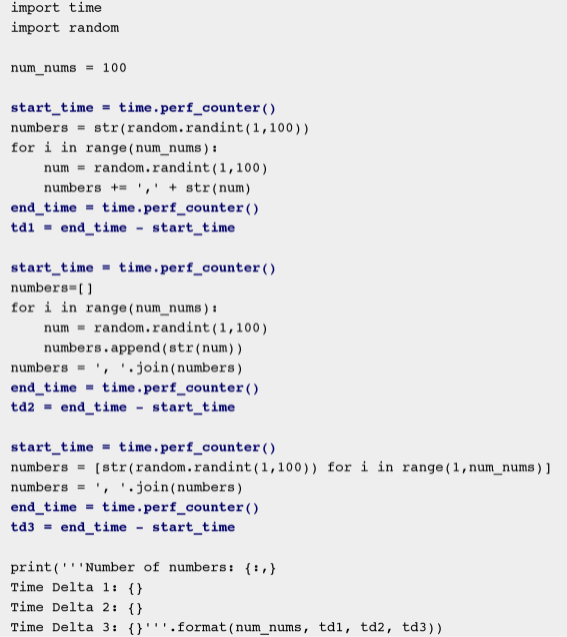 import time
import random

num_nums = 100

start_time = time.perf_counter()
numbers = str(random.randint(1,100))
for i in range(num_nums):
    num = random.randint(1,100)
    numbers += ',' + str(num)
end_time = time.perf_counter()
td1 = end_time - start_time

start_time = time.perf_counter()
numbers=[]
for i in range(num_nums):
    num = random.randint(1,100)
    numbers.append(str(num))
numbers = ', '.join(numbers)
end_time = time.perf_counter()
td2 = end_time - start_time

start_time = time.perf_counter()
numbers = [str(random.randint(1,100)) for i in range(1,num_nums)]
numbers = ', '.join(numbers)
end_time = time.perf_counter()
td3 = end_time - start_time

print('''Number of numbers: {:,}
Time Delta 1: {}
Time Delta 2: {}
Time Delta 3: {}'''.format(num_nums, td1, td2, td3))